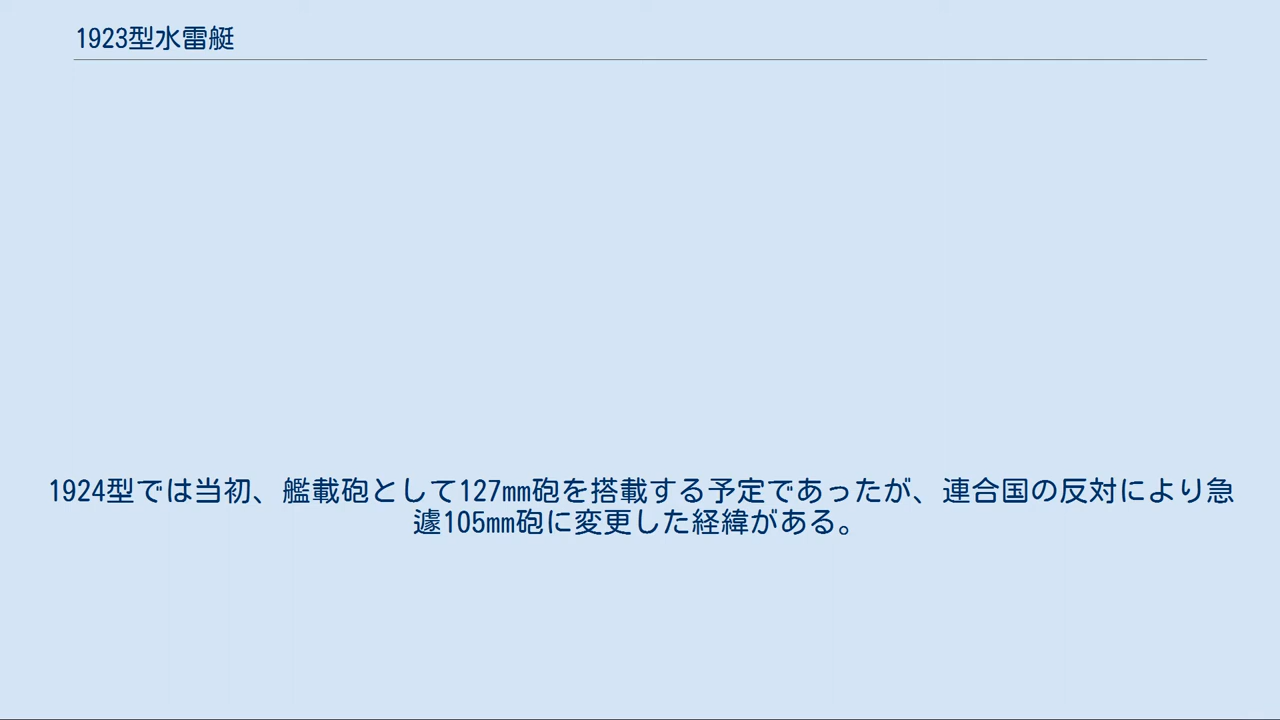 1923型水雷艇
1924型では当初、艦載砲として127mm砲を搭載する予定であったが、連合国の反対により急
遽105mm砲に変更した経緯がある。